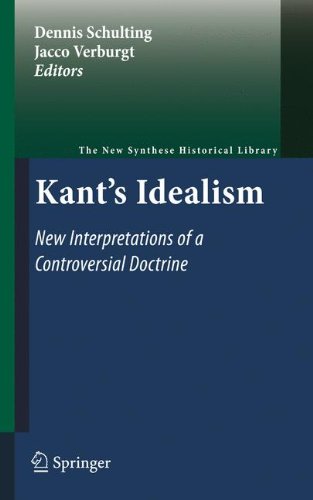 Dennis Schulting
Jacco Verburgt
Editors
The New Synthese Historical Library
Kant's Idealism
New Interpretations of a
Controversial Doctrine
Springer